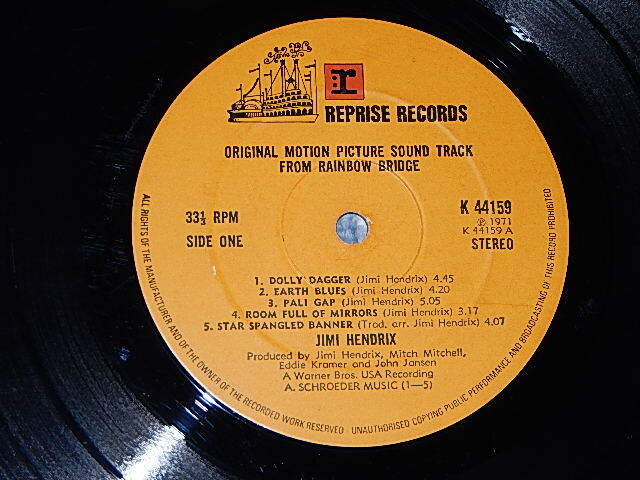 r:
REPRISE RECORDS
ORIGINAL MOTION PICTURE SOUND TRACK
FROM RAINBOW BRIDGE
33⅓ RPM
SIDE ONE
K 44159
℗ 1971
K 44159 A
STEREO
1. DOLLY DAGGER (Jimi Hendrix) 4.45
2. EARTH BLUES (Jimi Hendrix) 4.20
3. PALI GAP (Jimi Hendrix) 5.05
4. ROOM FULL OF MIRRORS (Jimi Hendrix) 3.17
5. STAR SPANGLED BANNER (Trad. arr. Jimi Hendrix) 4.07
JIMI HENDRIX
Produced by Jimi Hendrix, Mitch Mitchell,
Eddie Kramer and John Jansen
A Warner Bros. USA Recording
A. SCHROEDER MUSIC (1—5)
ALL RIGHTS OF THE MANUFACTURER AND OF THE OWNER OF THE RECORDED WORK RESERVED · UNAUTHORISED COPYING PUBLIC PERFORMANCE AND BROADCASTING OF THIS RECORD PROHIBITED